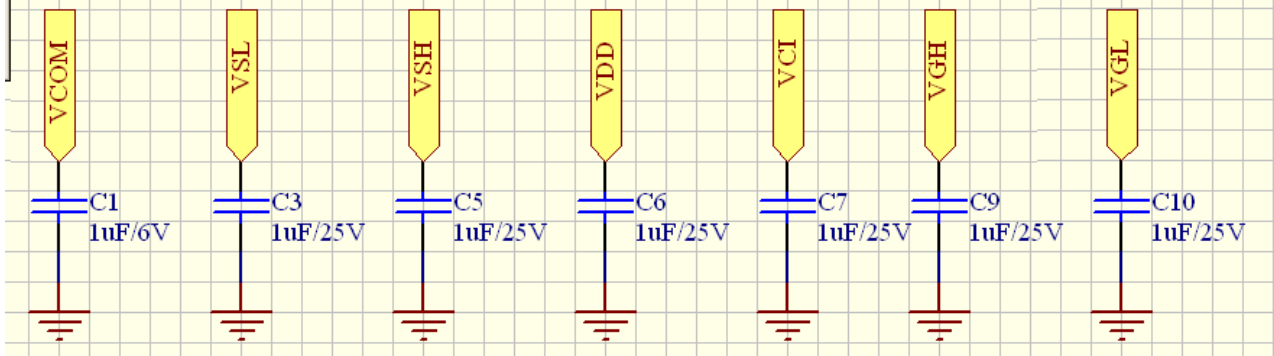 VCOM
VSL
VSH
VDD
VCI
VGH
VGL
C1
1uF/6V
C3
1uF/25V
C5
1uF/25V
C6
1uF/25V
C7
1uF/25V
C9
1uF/25V
C10
1uF/25V